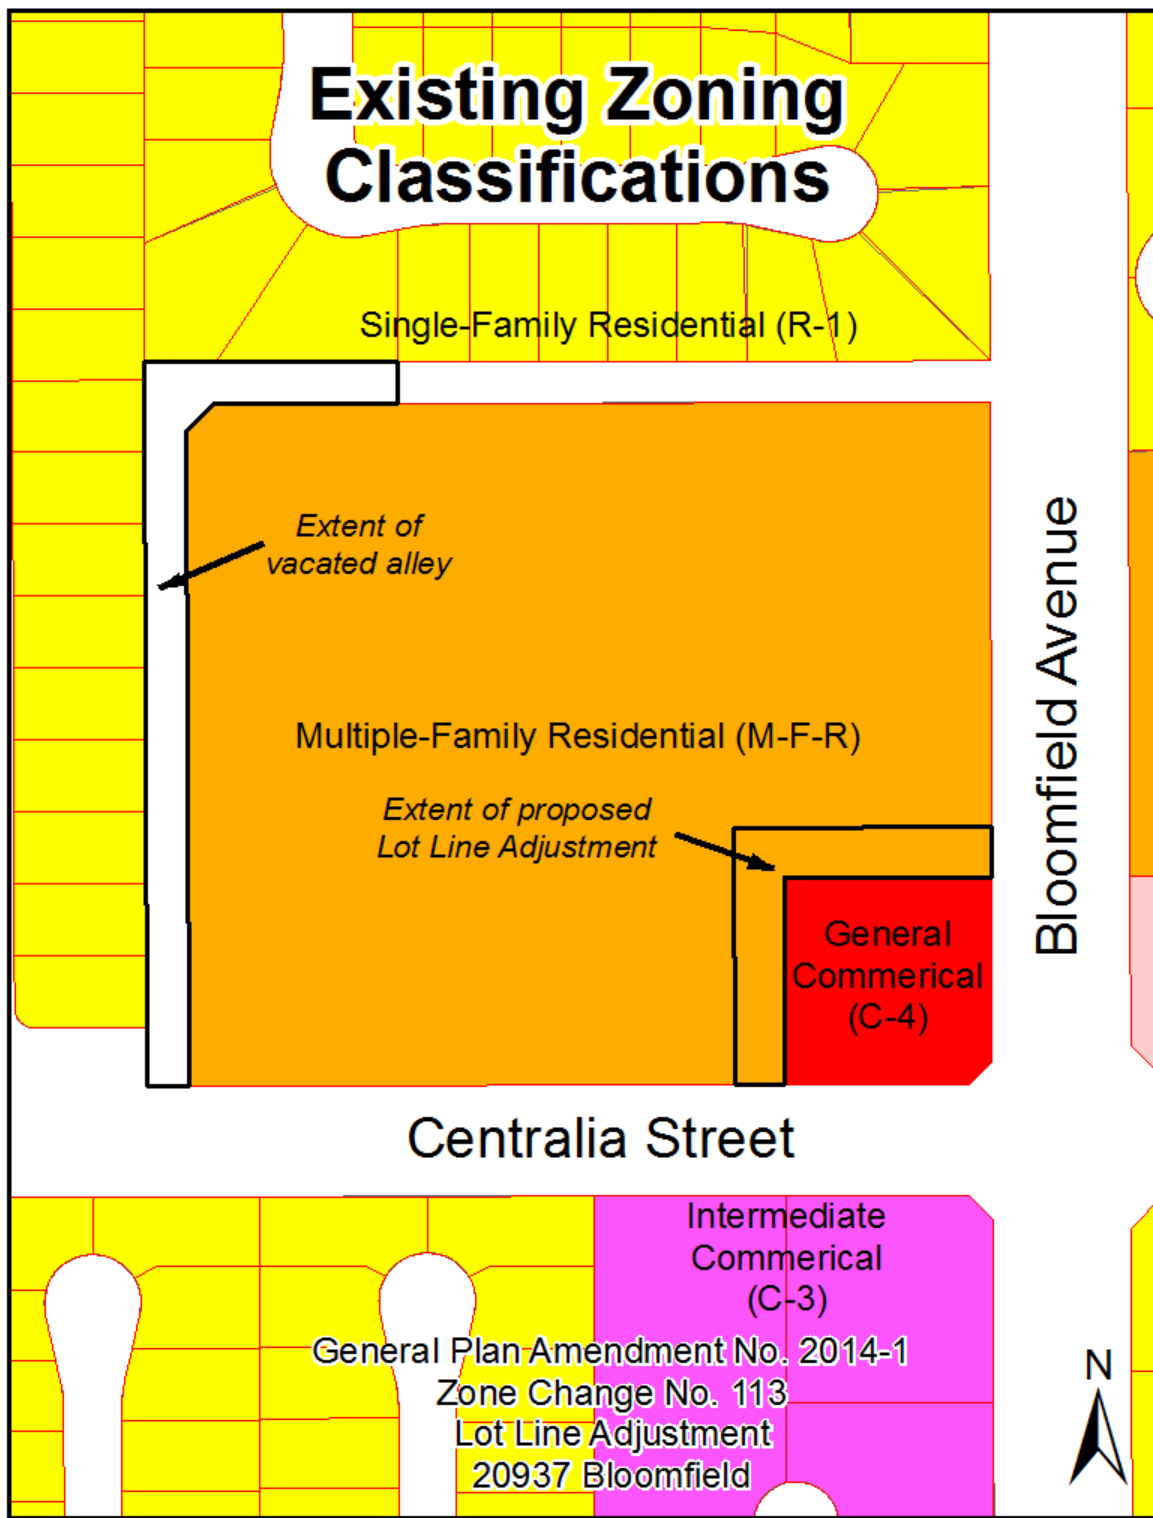 Existing Zoning
Classifications
Single-Family Residential (R-1)
Extent of
vacated alley
Multiple-Family Residential (M-F-R)
Extent of proposed
Lot Line Adjustment
General
Commerical
(C-4)
Bloomfield Avenue
Centralia Street
Intermediate
Commerical
(C-3)
General Plan Amendment No. 2014-1
Zone Change No. 113
Lot Line Adjustment
20937 Bloomfield
N